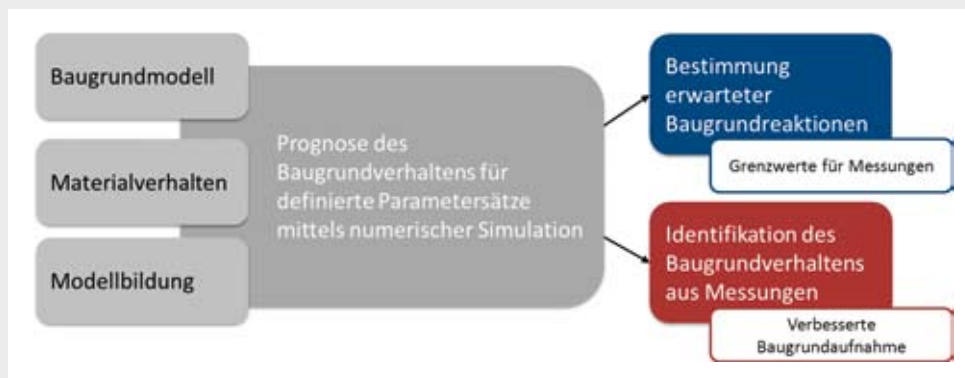 Baugrundmodell
Materialverhalten
Modellbildung
Prognose des
Baugrundverhaltens für
definierte Parametersätze
mittels numerischer Simulation
Bestimmung
erwarteter
Baugrundreaktionen
Grenzwerte für Messungen
Identifikation des
Baugrundverhaltens
aus Messungen
Verbesserte
Baugrundaufnahme